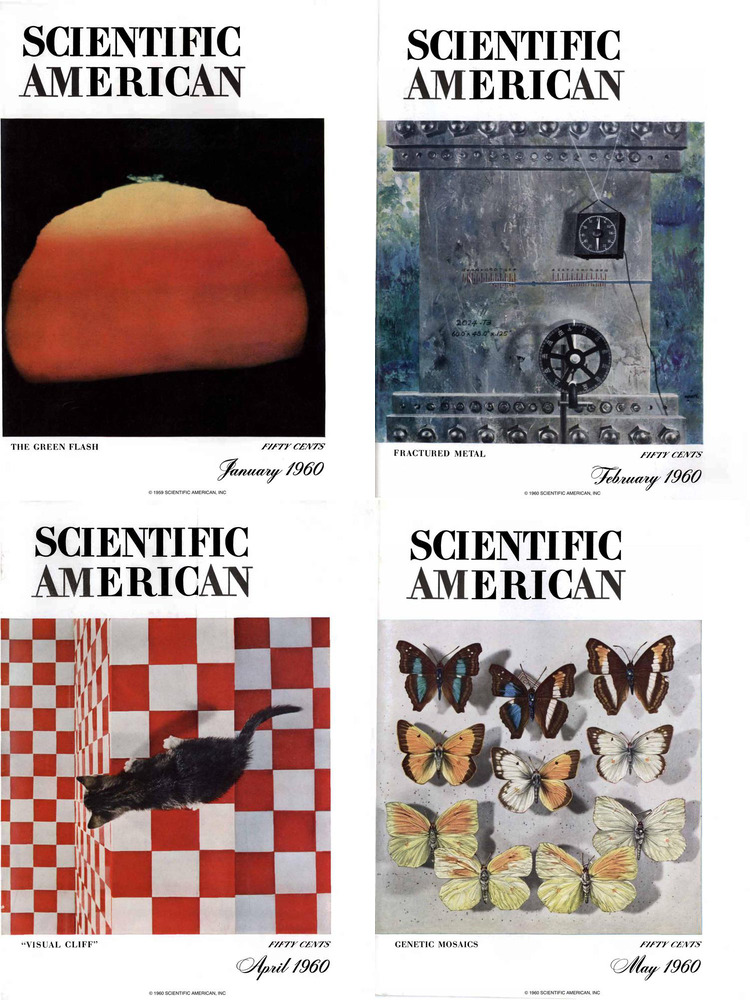 SCIENTIFIC
AMERICAN
THE GREEN FLASH
FIFTY CENTS
January 1960
© 1959 SCIENTIFIC AMERICAN, INC
SCIENTIFIC
AMERICAN
2024-T3
FRACTURED METAL
FIFTY CENTS
February 1960
© 1960 SCIENTIFIC AMERICAN, INC
SCIENTIFIC
AMERICAN
"VISUAL CLIFF"
FIFTY CENTS
April 1960
© 1960 SCIENTIFIC AMERICAN, INC
SCIENTIFIC
AMERICAN
GENETIC MOSAICS
FIFTY CENTS
May 1960
© 1960 SCIENTIFIC AMERICAN, INC